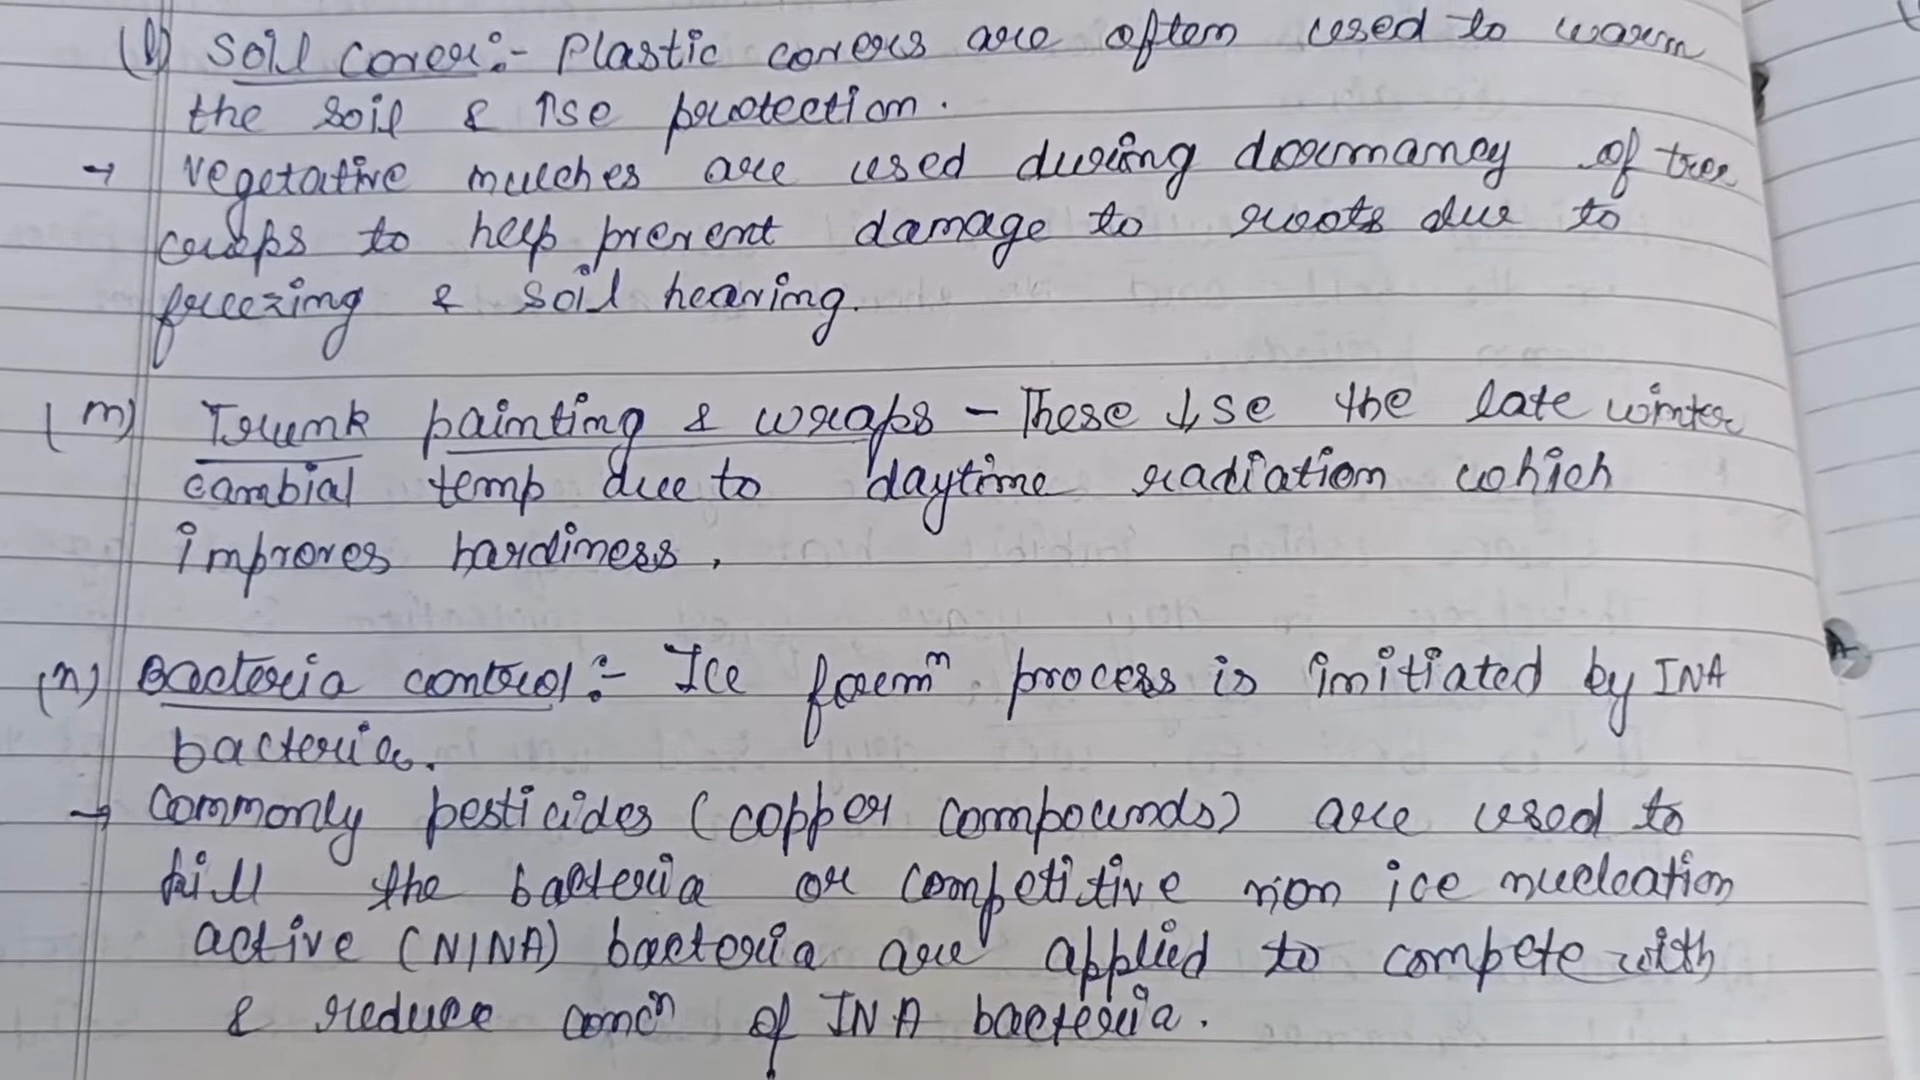 (l) Soil cover:- Plastic covers are often used to warm
the soil & ↑se protection.
→ vegetative mulches are used during dormancy of tree
crops to help prevent damage to roots due to
freezing & soil heaving.
(m) Trunk painting & wraps - These ↓se the late winter
cambial temp due to daytime radiation which
improves hardiness.
(n) Bacteria control:- Ice formⁿ process is initiated by INA
bacteria.
→ Commonly pesticides (copper compounds) are used to
kill the bacteria or competitive non ice nucleation
active (NINA) bacteria are applied to compete with
& reduce concⁿ of INA bacteria.